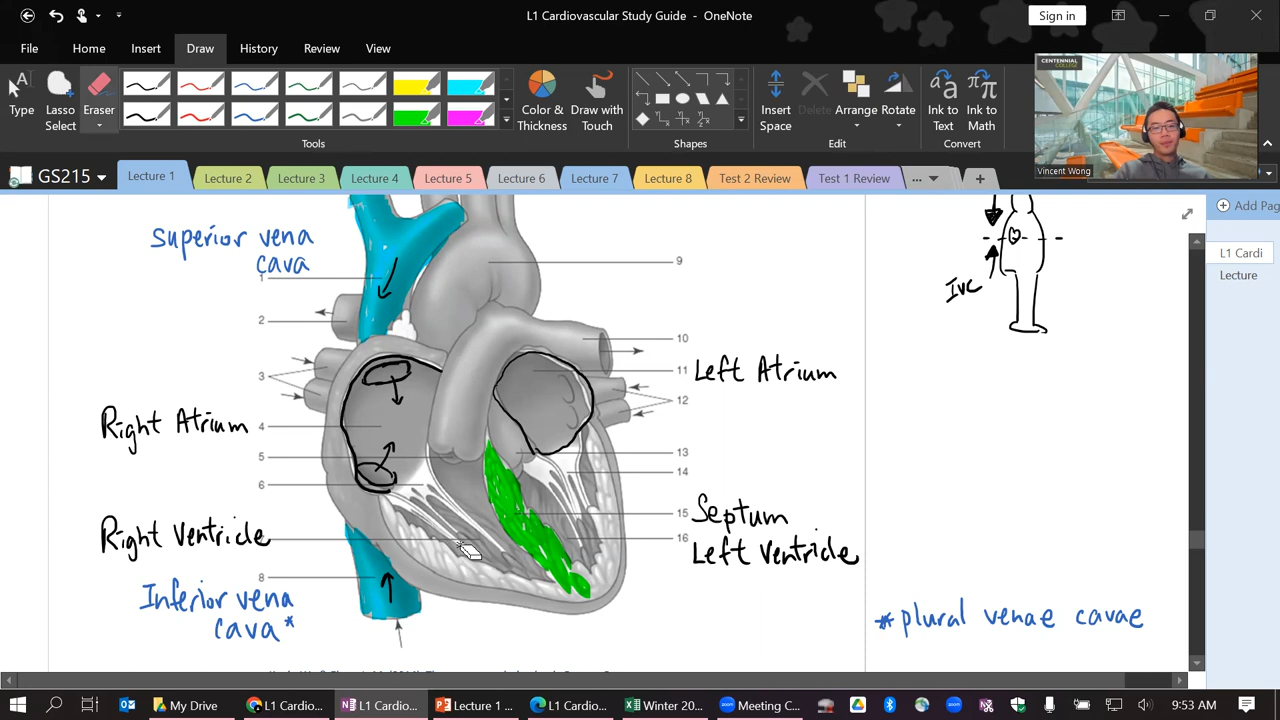 L1 Cardiovascular Study Guide - OneNote
Sign in
File Home Insert Draw History Review View
Type
Lasso Select
Eraser
Color & Thickness
Draw with Touch
Insert Space
Delete
Arrange
Rotate
Ink to Text
Ink to Math
Tools
Shapes
Edit
Convert
CENTENNIAL COLLEGE
Vincent Wong
GS215
Lecture 1
Lecture 2
Lecture 3
Lecture 4
Lecture 5
Lecture 6
Lecture 7
Lecture 8
Test 2 Review
Test 1 Review
Add Pag
L1 Cardi
Lecture
Superior vena
cava
1
2
3
Right Atrium 4
5
6
Right Ventricle
8
Inferior vena
cava*
9
10
11 Left Atrium
12
13
14
15 Septum
16 Left Ventricle
IVC
* plural venae cavae
My Drive
L1 Cardio...
L1 Cardio...
Lecture 1 ...
L1 Cardio...
Winter 20...
Meeting C...
9:53 AM